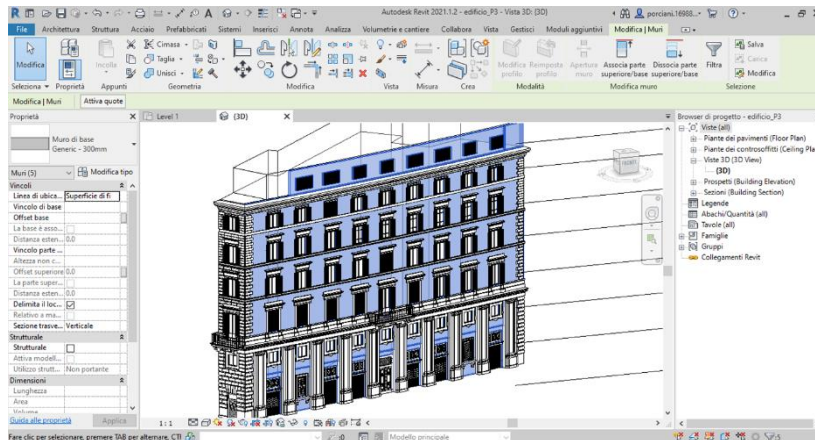 Autodesk Revit 2021.1.2 - edificio_P3 - Vista 3D: {3D}
porciani.16988...
File Architettura Struttura Acciaio Prefabbricati Sistemi Inserisci Annota Analizza Volumetrie e cantiere Collabora Vista Gestisci Moduli aggiuntivi Modifica | Muri
Modifica
Incolla
Cimasa
Taglia
Unisci
Modifica profilo
Reimposta profilo
Apertura muro
Associa parte superiore/base
Dissocia parte superiore/base
Filtra
Salva
Carica
Modifica
Seleziona Proprietà Appunti Geometria Modifica Vista Misura Crea Modalità Modifica muro Selezione
Modifica | Muri Attiva quote
Proprietà
Level 1
{3D}
Browser di progetto - edificio_P3
Muro di base
Generic - 300mm
Muri (5)
Modifica tipo
Vincoli
Linea di ubica... Superficie di fi
Vincolo di base
Offset base
La base è asso...
Distanza esten... 0.0
Vincolo parte ...
Altezza non c...
Offset superiore 0.0
La parte super...
Distanza esten... 0.0
Delimita il loc...
Relativo a ma...
Sezione trasve... Verticale
Strutturale
Strutturale
Attiva modell...
Utilizzo strutt... Non portante
Dimensioni
Lunghezza
Area
Volume
Guida alle proprietà
Applica
Viste (all)
Piante dei pavimenti (Floor Plan)
Piante dei controsoffitti (Ceiling Pla
Viste 3D (3D View)
{3D}
Prospetti (Building Elevation)
Sezioni (Building Section)
Legende
Abachi/Quantità (all)
Tavole (all)
Famiglie
Gruppi
Collegamenti Revit
1:1
Fare clic per selezionare, premere TAB per alternare, CTI
:0
Modello principale
:5